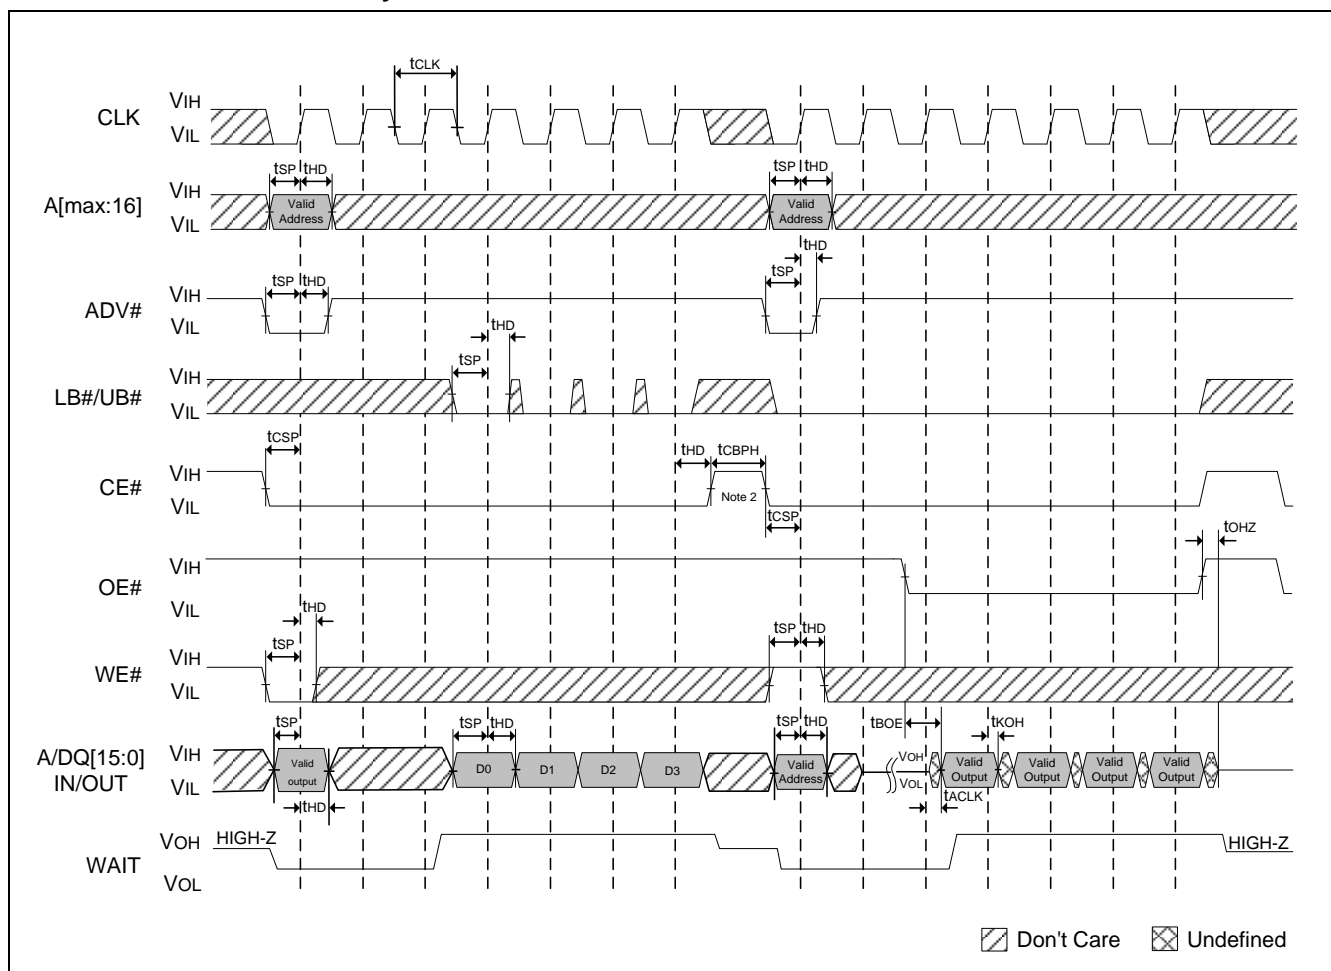 tCLK
CLK
VIH
VIL
tSP tHD
tSP tHD
A[max:16]
VIH
VIL
Valid Address
Valid Address
tHD
tSP tHD
tSP
ADV#
VIH
VIL
tHD
tSP
LB#/UB#
VIH
VIL
tCSP
tHD tCBPH
CE#
VIH
VIL
Note 2
tCSP
tOHZ
OE#
VIH
VIL
tHD
tSP
tSP tHD
WE#
VIH
VIL
tSP
tSP tHD
tSP tHD
tBOE
tKOH
A/DQ[15:0]
IN/OUT
VIH
VIL
Valid output
D0
D1
D2
D3
Valid Address
VOH
VOL
Valid Output
Valid Output
Valid Output
Valid Output
tHD
tACLK
WAIT
VOH
VOL
HIGH-Z
HIGH-Z
Don't Care
Undefined